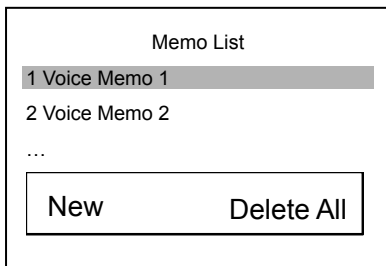 Memo List
1 Voice Memo 1
2 Voice Memo 2
…
New Delete All